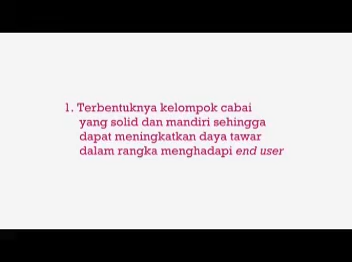 1. Terbentuknya kelompok cabai
yang solid dan mandiri sehingga
dapat meningkatkan daya tawar
dalam rangka menghadapi end user